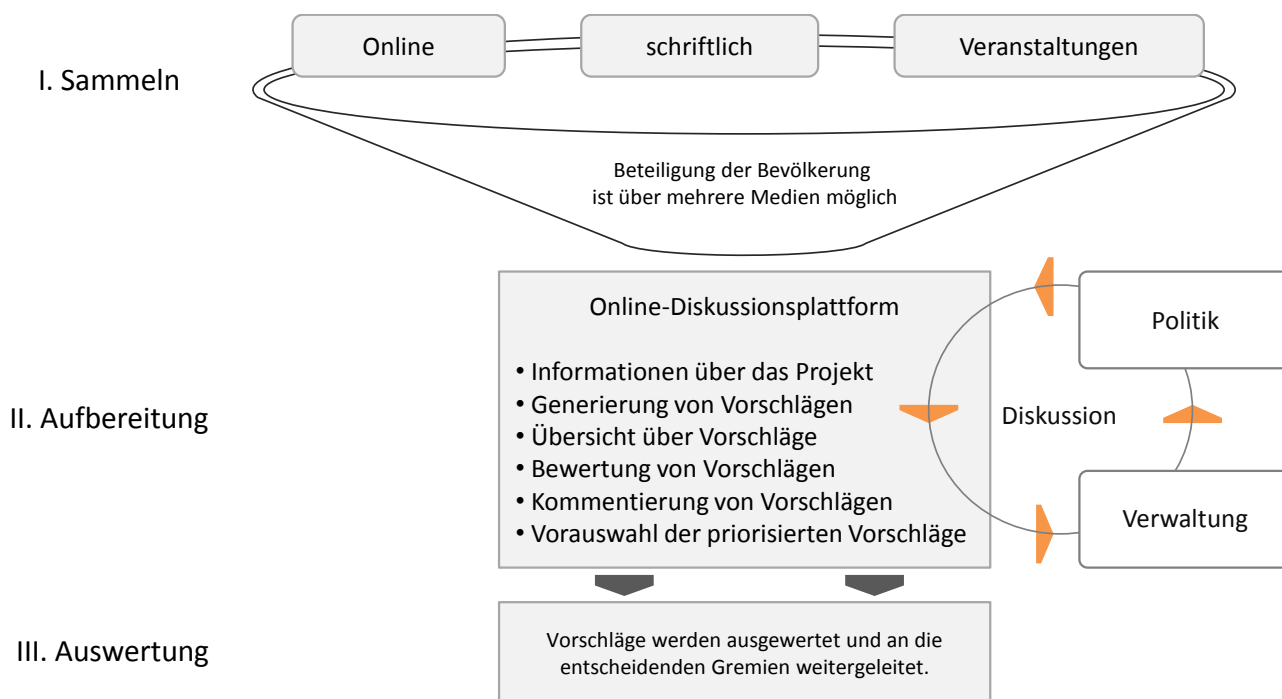 Online
schriftlich
Veranstaltungen
I. Sammeln
Beteiligung der Bevölkerung
ist über mehrere Medien möglich
Online-Diskussionsplattform
• Informationen über das Projekt
• Generierung von Vorschlägen
• Übersicht über Vorschläge
• Bewertung von Vorschlägen
• Kommentierung von Vorschlägen
• Vorauswahl der priorisierten Vorschläge
II. Aufbereitung
Politik
Diskussion
Verwaltung
III. Auswertung
Vorschläge werden ausgewertet und an die
entscheidenden Gremien weitergeleitet.